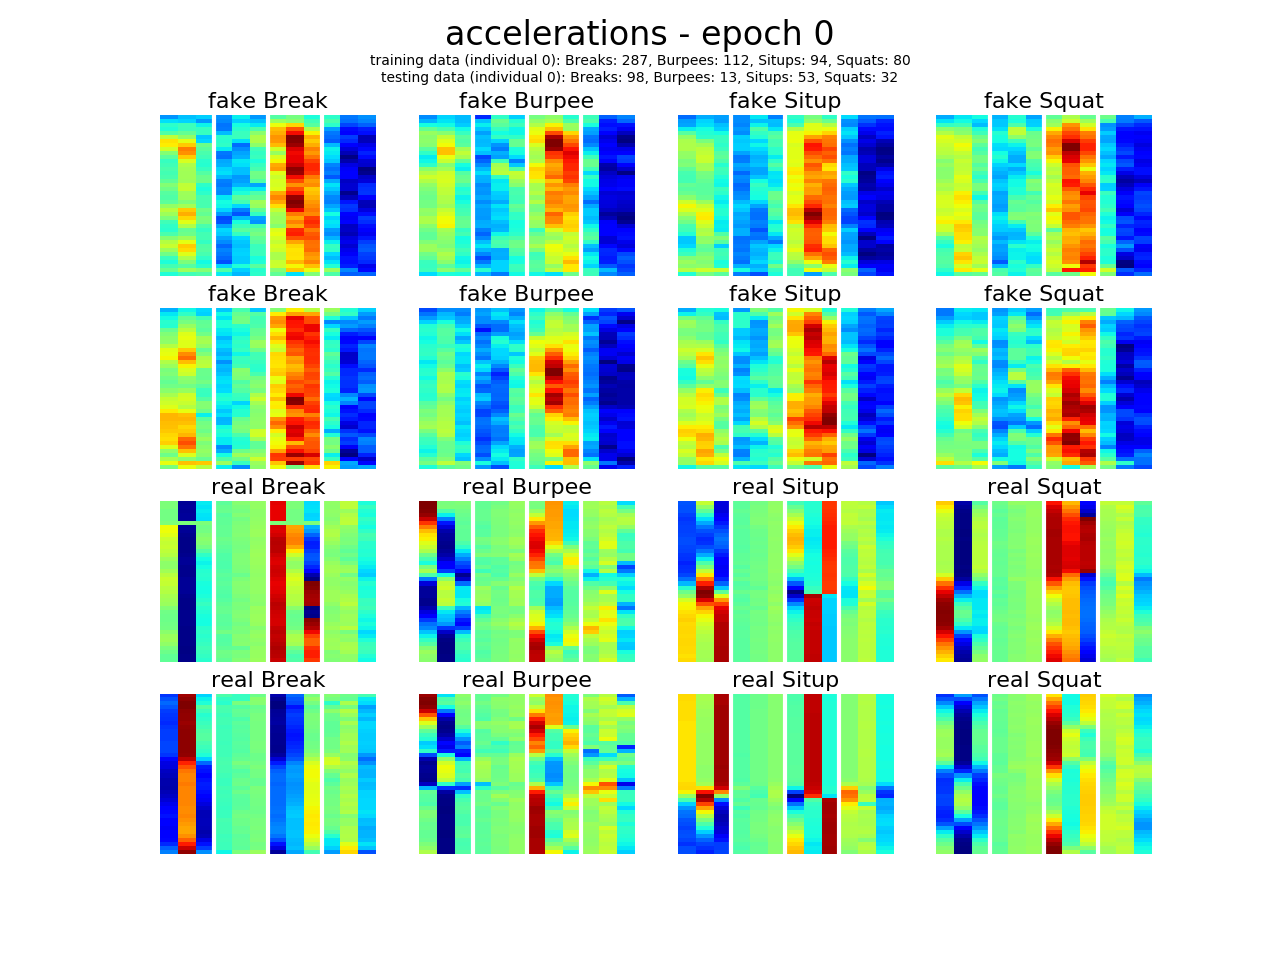 accelerations - epoch 0
training data (individual 0): Breaks: 287, Burpees: 112, Situps: 94, Squats: 80
testing data (individual 0): Breaks: 98, Burpees: 13, Situps: 53, Squats: 32
fake Break fake Burpee fake Situp fake Squat
fake Break fake Burpee fake Situp fake Squat
real Break real Burpee real Situp real Squat
real Break real Burpee real Situp real Squat